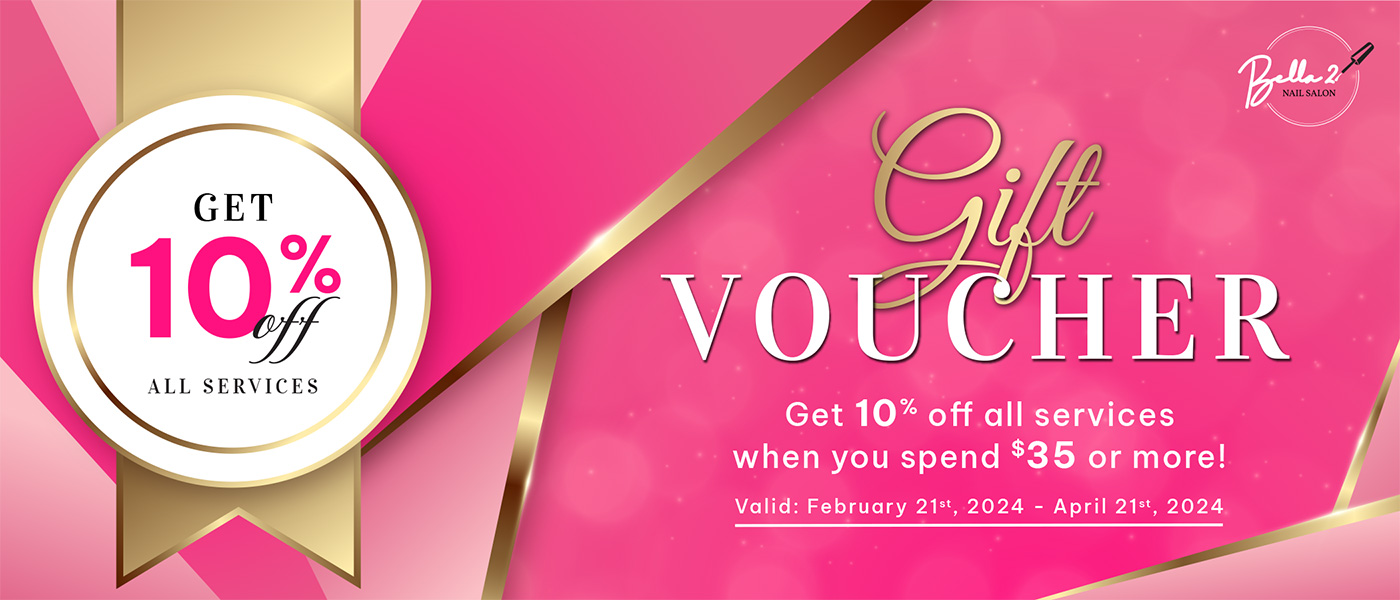 GET
10%
off
ALL SERVICES
Bella 2
NAIL SALON
Gift
VOUCHER
Get 10% off all services
when you spend $35 or more!
Valid: February 21st, 2024 - April 21st, 2024